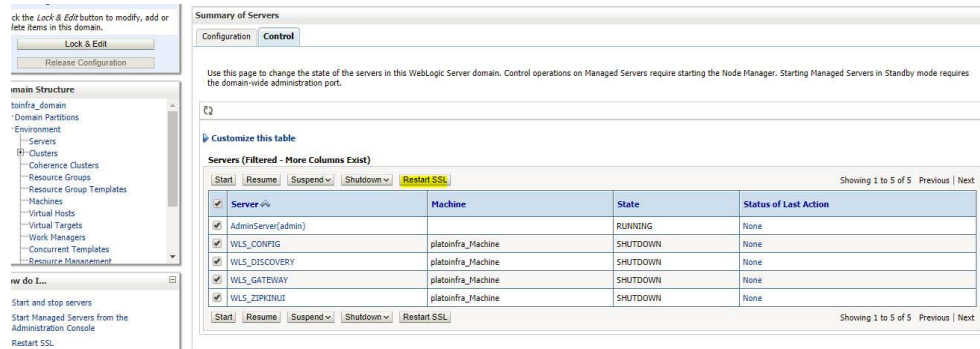 ck the Lock & Edit button to modify, add or
lete items in this domain.
Lock & Edit
Release Configuration
main Structure
toinfra_domain
Domain Partitions
Environment
Servers
Clusters
Coherence Clusters
Resource Groups
Resource Group Templates
Machines
Virtual Hosts
Virtual Targets
Work Managers
Concurrent Templates
Resource Management
ow do I...
Start and stop servers
Start Managed Servers from the
Administration Console
Restart SSL
Summary of Servers
Configuration Control
Use this page to change the state of the servers in this WebLogic Server domain. Control operations on Managed Servers require starting the Node Manager. Starting Managed Servers in Standby mode requires
the domain-wide administration port.
Customize this table
Servers (Filtered - More Columns Exist)
Start Resume Suspend Shutdown Restart SSL Showing 1 to 5 of 5 Previous | Next
Server Machine State Status of Last Action
AdminServer(admin) RUNNING None
WLS_CONFIG platoinfra_Machine SHUTDOWN None
WLS_DISCOVERY platoinfra_Machine SHUTDOWN None
WLS_GATEWAY platoinfra_Machine SHUTDOWN None
WLS_ZIPKINUI platoinfra_Machine SHUTDOWN None
Start Resume Suspend Shutdown Restart SSL Showing 1 to 5 of 5 Previous | Next